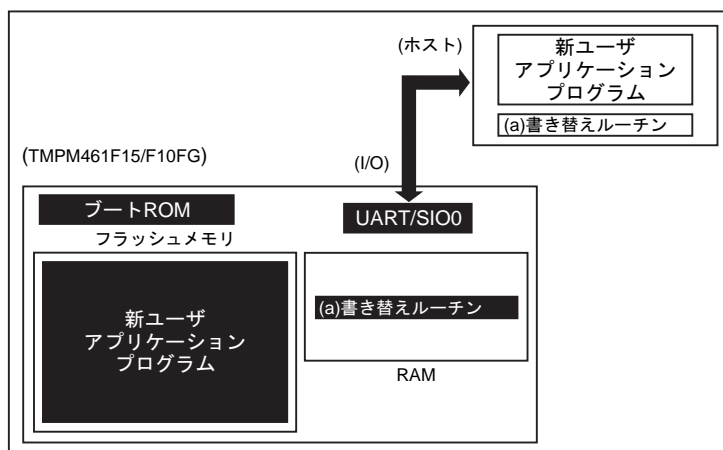 (ホスト)
新ユーザ
アプリケーション
プログラム
(a)書き替えルーチン
(TMPM461F15/F10FG)
(I/O)
ブートROM
UART/SIO0
フラッシュメモリ
新ユーザ
アプリケーション
プログラム
(a)書き替えルーチン
RAM